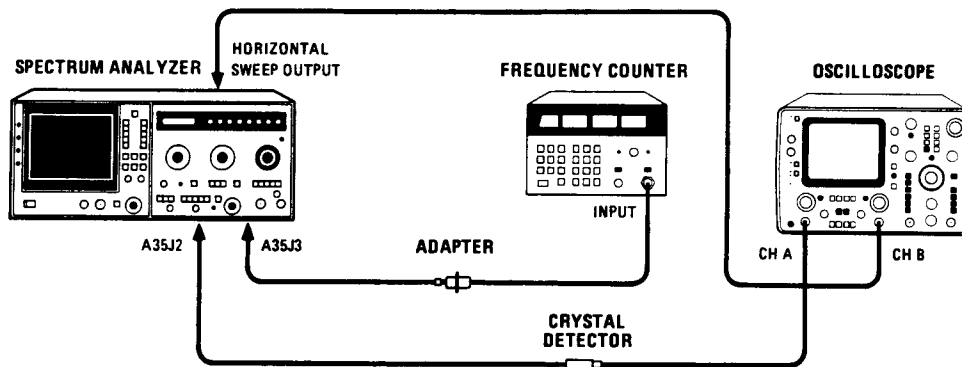 HORIZONTAL
SWEEP OUTPUT
SPECTRUM ANALYZER
FREQUENCY COUNTER
OSCILLOSCOPE
INPUT
A35J2
A35J3
ADAPTER
CH A
CH B
CRYSTAL
DETECTOR